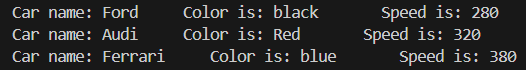 Car name: Ford     Color is: black       Speed is: 280
Car name: Audi     Color is: Red       Speed is: 320
Car name: Ferrari     Color is: blue       Speed is: 380